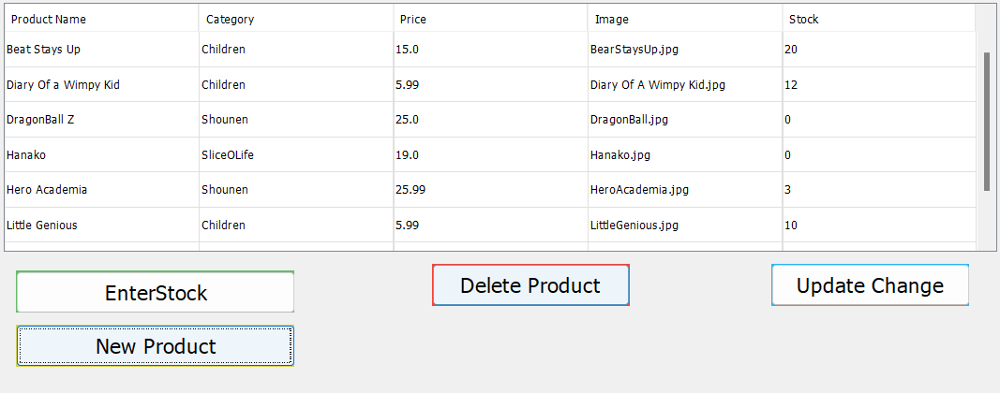 Product Name Category Price Image Stock
Beat Stays Up Children 15.0 BearStaysUp.jpg 20
Diary Of a Wimpy Kid Children 5.99 Diary Of A Wimpy Kid.jpg 12
DragonBall Z Shounen 25.0 DragonBall.jpg 0
Hanako SliceOLife 19.0 Hanako.jpg 0
Hero Academia Shounen 25.99 HeroAcademia.jpg 3
Little Genious Children 5.99 LittleGenious.jpg 10
EnterStock Delete Product Update Change
New Product